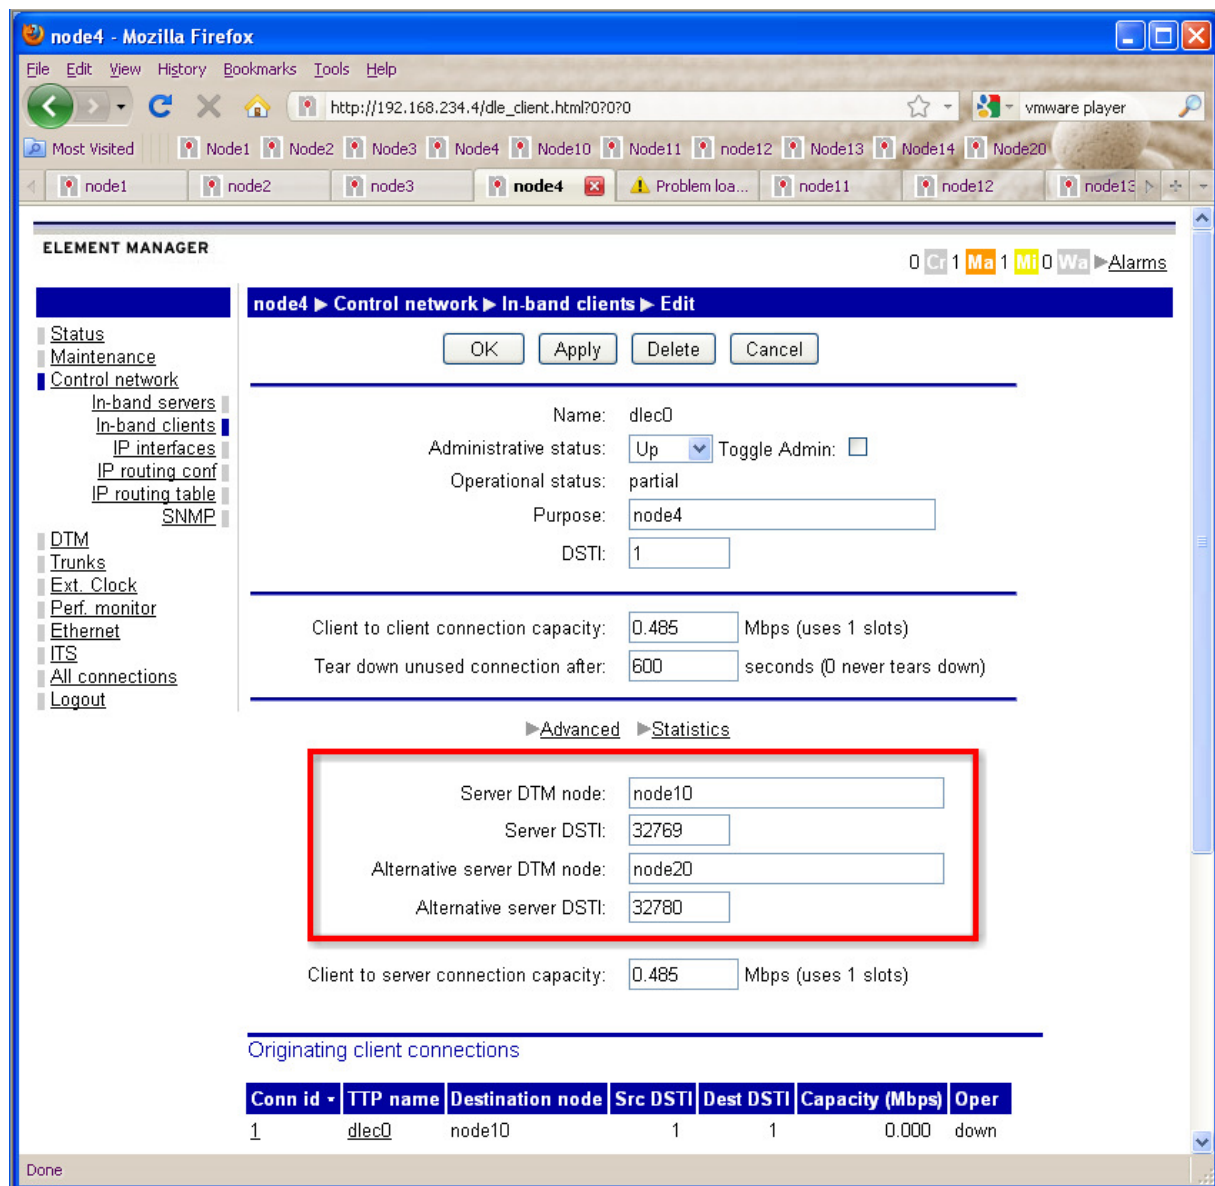 node4 - Mozilla Firefox
File Edit View History Bookmarks Tools Help
http://192.168.234.4/dle_client.html?0?0?0 vmware player
Most Visited Node1 Node2 Node3 Node4 Node10 Node11 node12 Node13 Node14 Node20
node1 node2 node3 node4 Problem loa... node11 node12 node13
ELEMENT MANAGER
0 Cr 1 Ma 1 Mi 0 Wa Alarms
node4 ▶ Control network ▶ In-band clients ▶ Edit
OK Apply Delete Cancel
Status
Maintenance
Control network
In-band servers
In-band clients
IP interfaces
IP routing conf
IP routing table
SNMP
DTM
Trunks
Ext. Clock
Perf. monitor
Ethernet
ITS
All connections
Logout
Name: dlec0
Administrative status: Up Toggle Admin:
Operational status: partial
Purpose: node4
DSTI: 1
Client to client connection capacity: 0.485 Mbps (uses 1 slots)
Tear down unused connection after: 600 seconds (0 never tears down)
Advanced Statistics
Server DTM node: node10
Server DSTI: 32769
Alternative server DTM node: node20
Alternative server DSTI: 32780
Client to server connection capacity: 0.485 Mbps (uses 1 slots)
Originating client connections
Conn id TTP name Destination node Src DSTI Dest DSTI Capacity (Mbps) Oper
1 dlec0 node10 1 1 0.000 down
Done